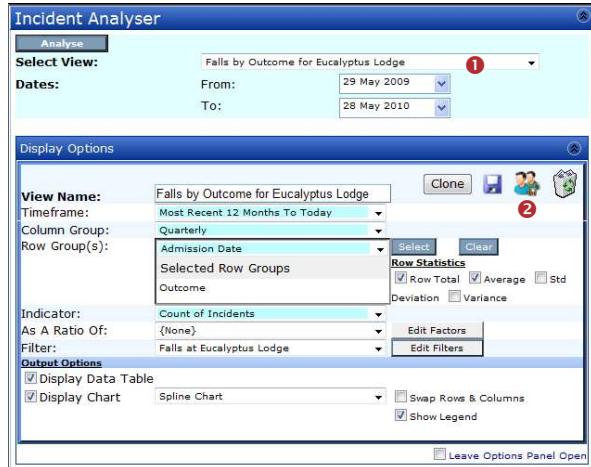 Incident Analyser
Analyse
Select View: Falls by Outcome for Eucalyptus Lodge 1
Dates: From: 29 May 2009
To: 28 May 2010
Display Options
View Name: Falls by Outcome for Eucalyptus Lodge Clone
2
Timeframe: Most Recent 12 Months To Today
Column Group: Quarterly
Row Group(s): Admission Date Select Clear
Selected Row Groups Row Statistics
Outcome Row Total Average Std
Deviation Variance
Indicator: Count of Incidents
As A Ratio Of: {None} Edit Factors
Filter: Falls at Eucalyptus Lodge Edit Filters
Output Options
Display Data Table
Display Chart Spline Chart Swap Rows & Columns
Show Legend
Leave Options Panel Open